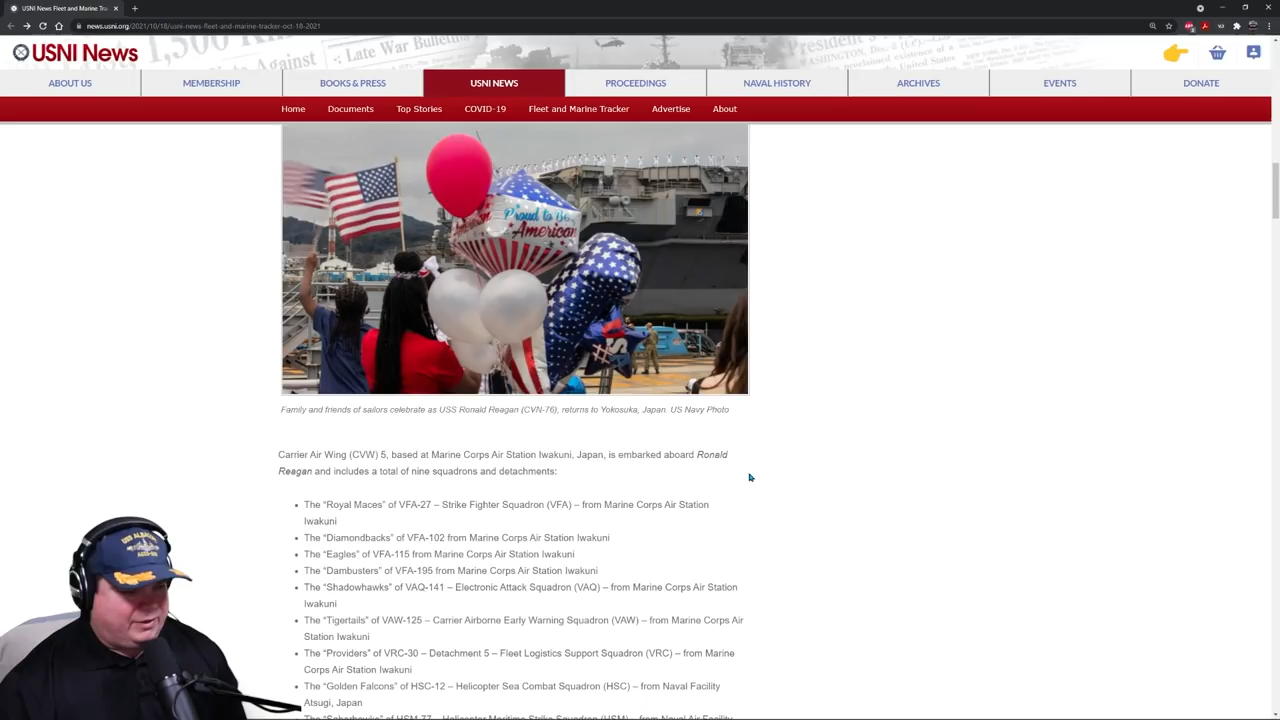 USNI News Fleet and Marine Tra
news.usni.org/2021/10/18/usni-news-fleet-and-marine-tracker-oct-18-2021
USNI News
Late War Bulletins
President's
ABOUT US
MEMBERSHIP
BOOKS & PRESS
USNI NEWS
PROCEEDINGS
NAVAL HISTORY
ARCHIVES
EVENTS
DONATE
Home
Documents
Top Stories
COVID-19
Fleet and Marine Tracker
Advertise
About
Proud to Be
American
Family and friends of sailors celebrate as USS Ronald Reagan (CVN-76), returns to Yokosuka, Japan. US Navy Photo
Carrier Air Wing (CVW) 5, based at Marine Corps Air Station Iwakuni, Japan, is embarked aboard Ronald
Reagan and includes a total of nine squadrons and detachments:
The “Royal Maces” of VFA-27 – Strike Fighter Squadron (VFA) – from Marine Corps Air Station
Iwakuni
The “Diamondbacks” of VFA-102 from Marine Corps Air Station Iwakuni
The “Eagles” of VFA-115 from Marine Corps Air Station Iwakuni
The “Dambusters” of VFA-195 from Marine Corps Air Station Iwakuni
The “Shadowhawks” of VAQ-141 – Electronic Attack Squadron (VAQ) – from Marine Corps Air Station
Iwakuni
The “Tigertails” of VAW-125 – Carrier Airborne Early Warning Squadron (VAW) – from Marine Corps Air
Station Iwakuni
The “Providers” of VRC-30 – Detachment 5 – Fleet Logistics Support Squadron (VRC) – from Marine
Corps Air Station Iwakuni
The “Golden Falcons” of HSC-12 – Helicopter Sea Combat Squadron (HSC) – from Naval Facility
Atsugi, Japan
The “Saberhawks” of HSM-77 – Helicopter Maritime Strike Squadron (HSM) – from Naval Air Facility